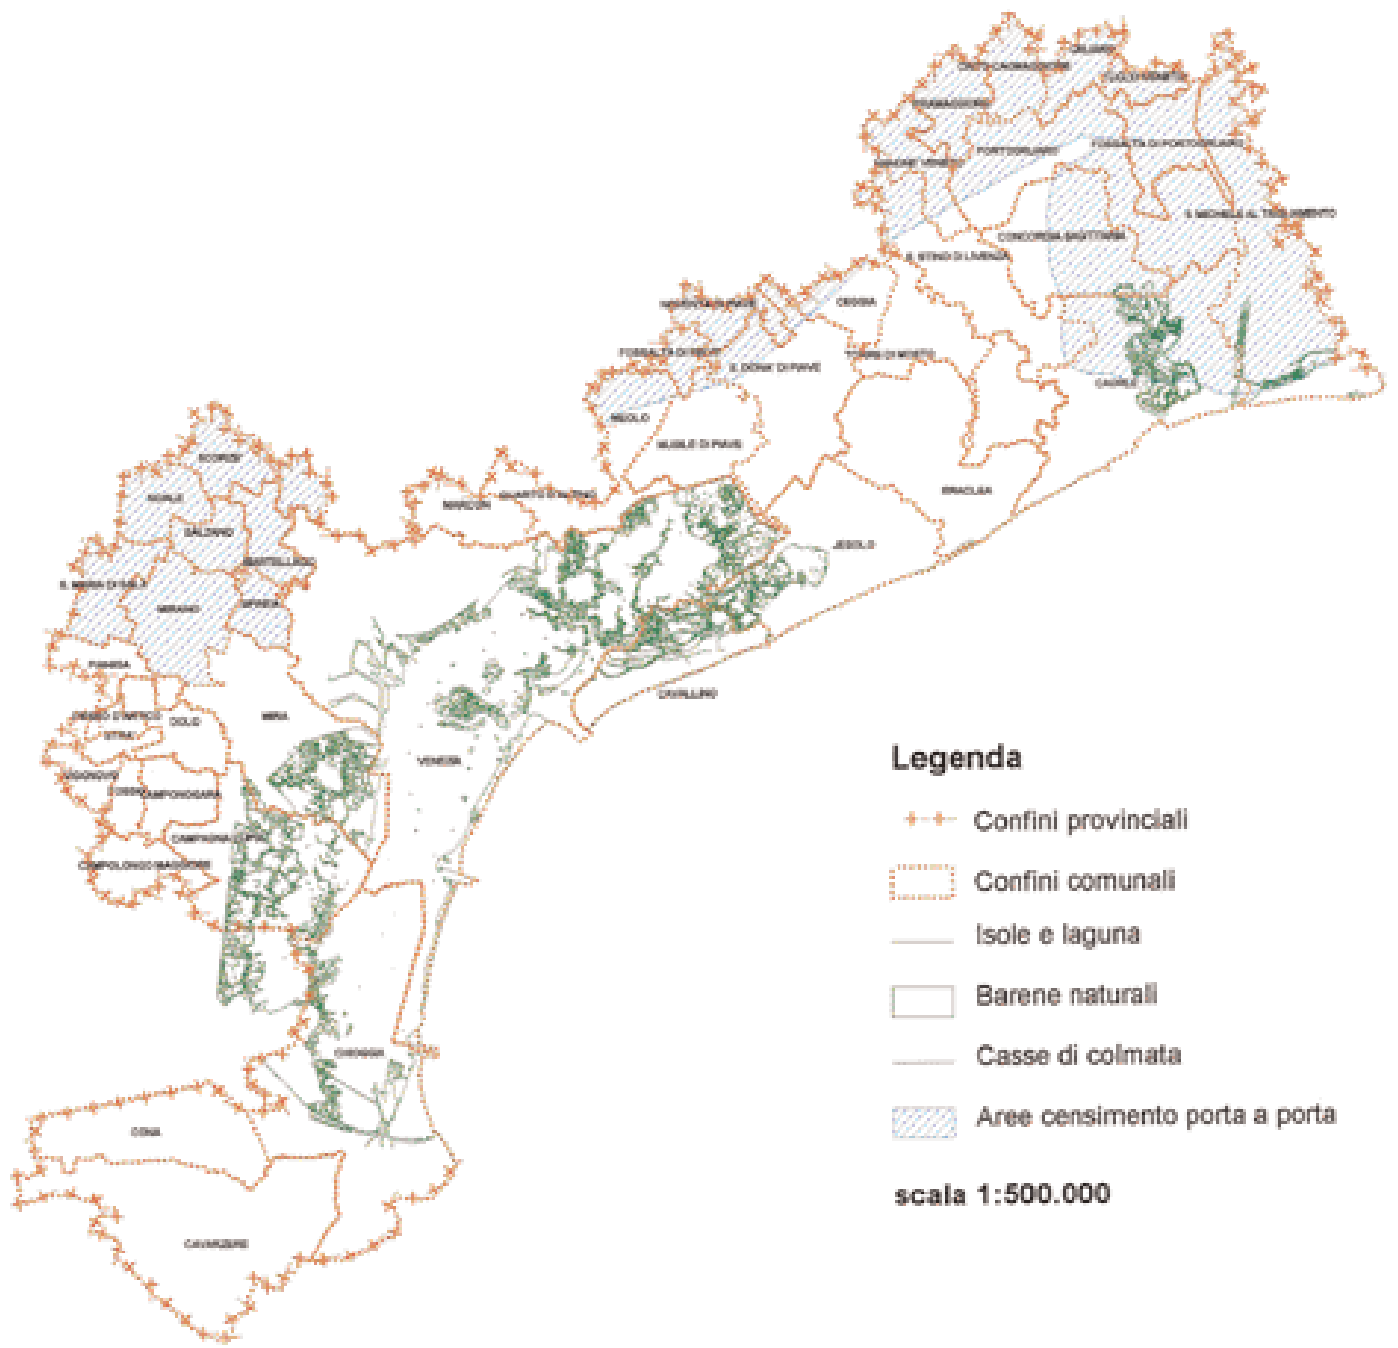 GRUARO
CINTO CAOMAGGIORE
TEGLIO VENETO
PRAMAGGIORE
FOSSALTA DI PORTOGRUARO
PORTOGRUARO
ANNONE VENETO
S. MICHELE AL TAGLIAMENTO
CONCORDIA SAGITTARIA
S. STINO DI LIVENZA
CEGGIA
NOVENTA DI PIAVE
FOSSALTA DI PIAVE
TORRE DI MOSTO
S. DONA' DI PIAVE
CAORLE
MEOLO
MUSILE DI PIAVE
SCORZE'
ERACLEA
NOALE
QUARTO D'ALTINO
MARCON
SALZANO
JESOLO
MARTELLAGO
S. MARIA DI SALA
MIRANO
SPINEA
PIANIGA
CAVALLINO
FIESSO D'ARTICO
DOLO
MIRA
STRA'
VENEZIA
VIGONOVO
FOSSO'
CAMPONOGARA
CAMPAGNA LUPIA
CAMPOLONGO MAGGIORE
CHIOGGIA
CONA
CAVARZERE
Legenda
Confini provinciali
Confini comunali
Isole e laguna
Barene naturali
Casse di colmata
Aree censimento porta a porta
scala 1:500.000